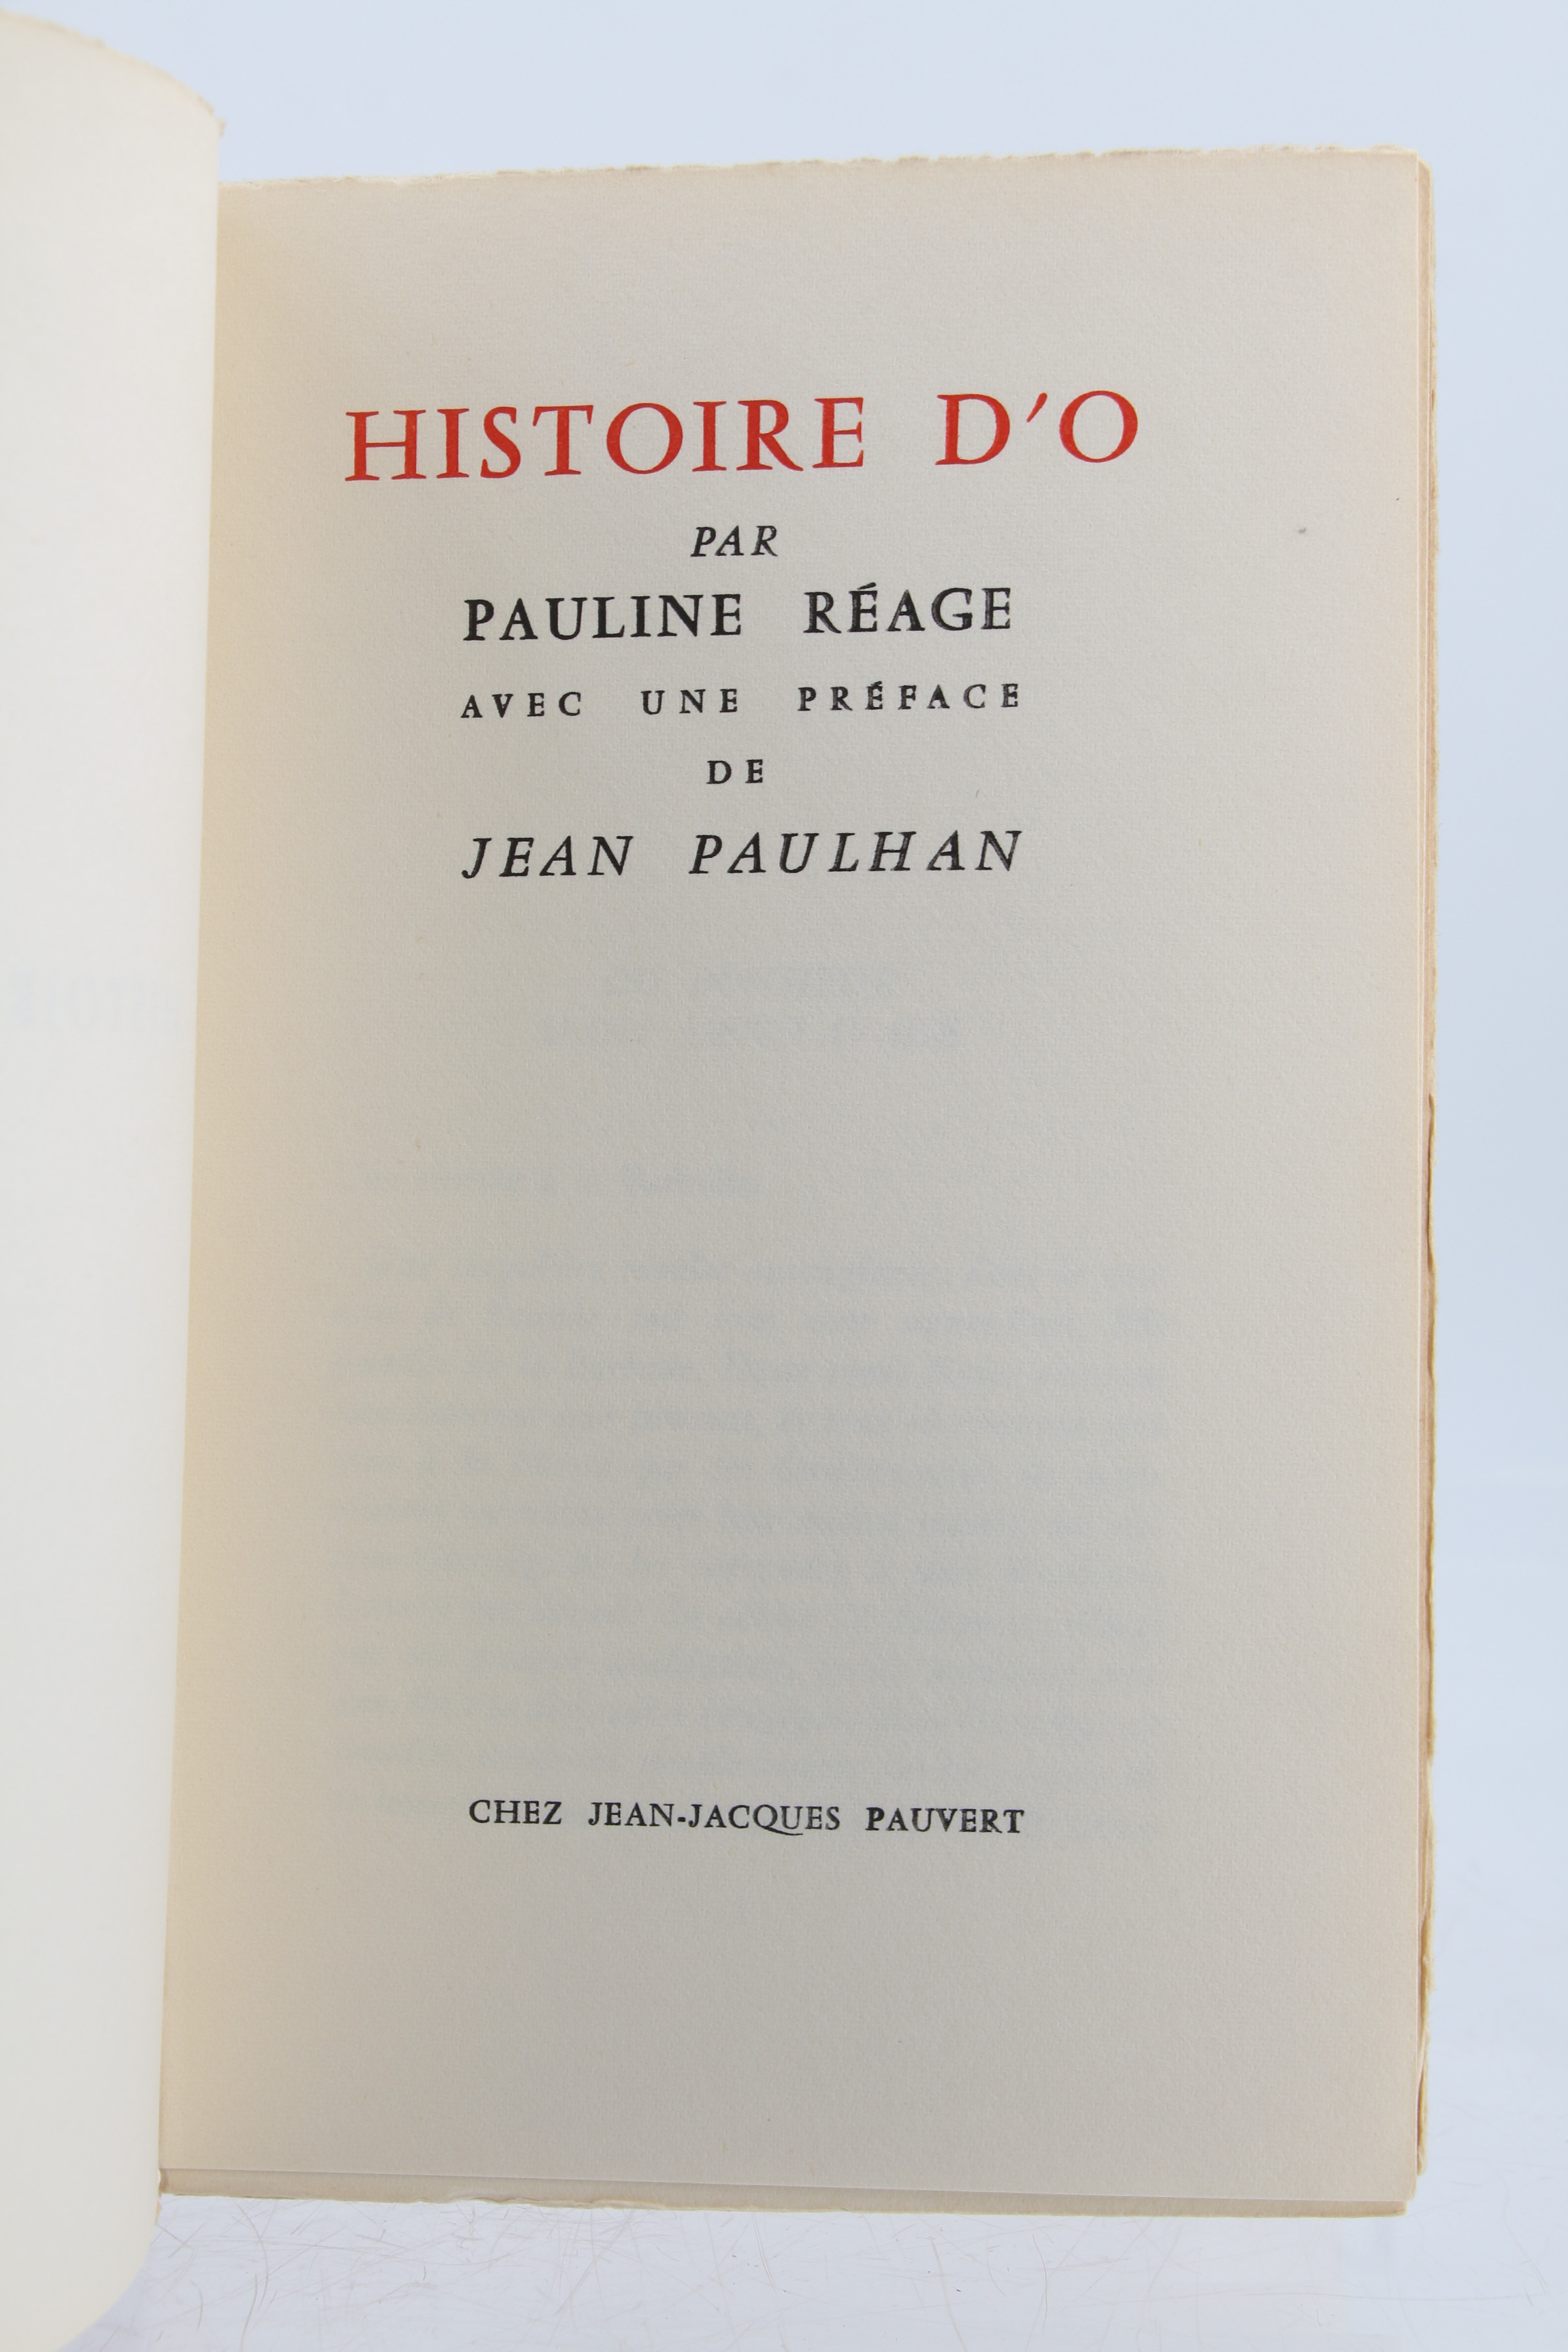 HISTOIRE D'O
PAR
PAULINE RÉAGE
AVEC UNE PRÉFACE
DE
JEAN PAULHAN
CHEZ JEAN-JACQUES PAUVERT